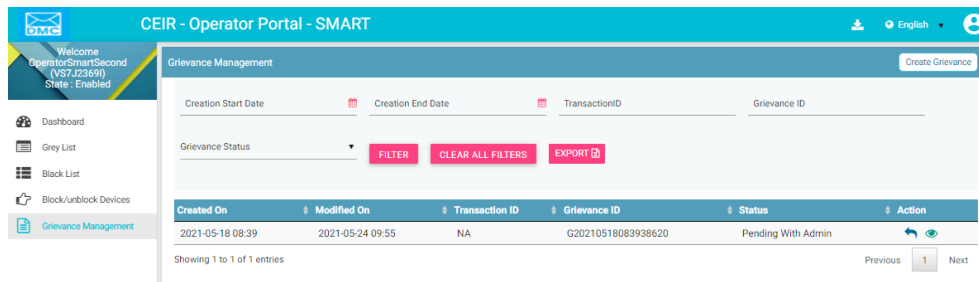 DMC
CEIR - Operator Portal - SMART
English
Welcome
OperatorSmartSecond
(VS7J2369I)
State : Enabled
Dashboard
Grey List
Black List
Block/unblock Devices
Grievance Management
Grievance Management
Create Grievance
Creation Start Date
Creation End Date
TransactionID
Grievance ID
Grievance Status
FILTER
CLEAR ALL FILTERS
EXPORT
Created On Modified On Transaction ID Grievance ID Status Action
2021-05-18 08:39 2021-05-24 09:55 NA G20210518083938620 Pending With Admin
Showing 1 to 1 of 1 entries
Previous 1 Next